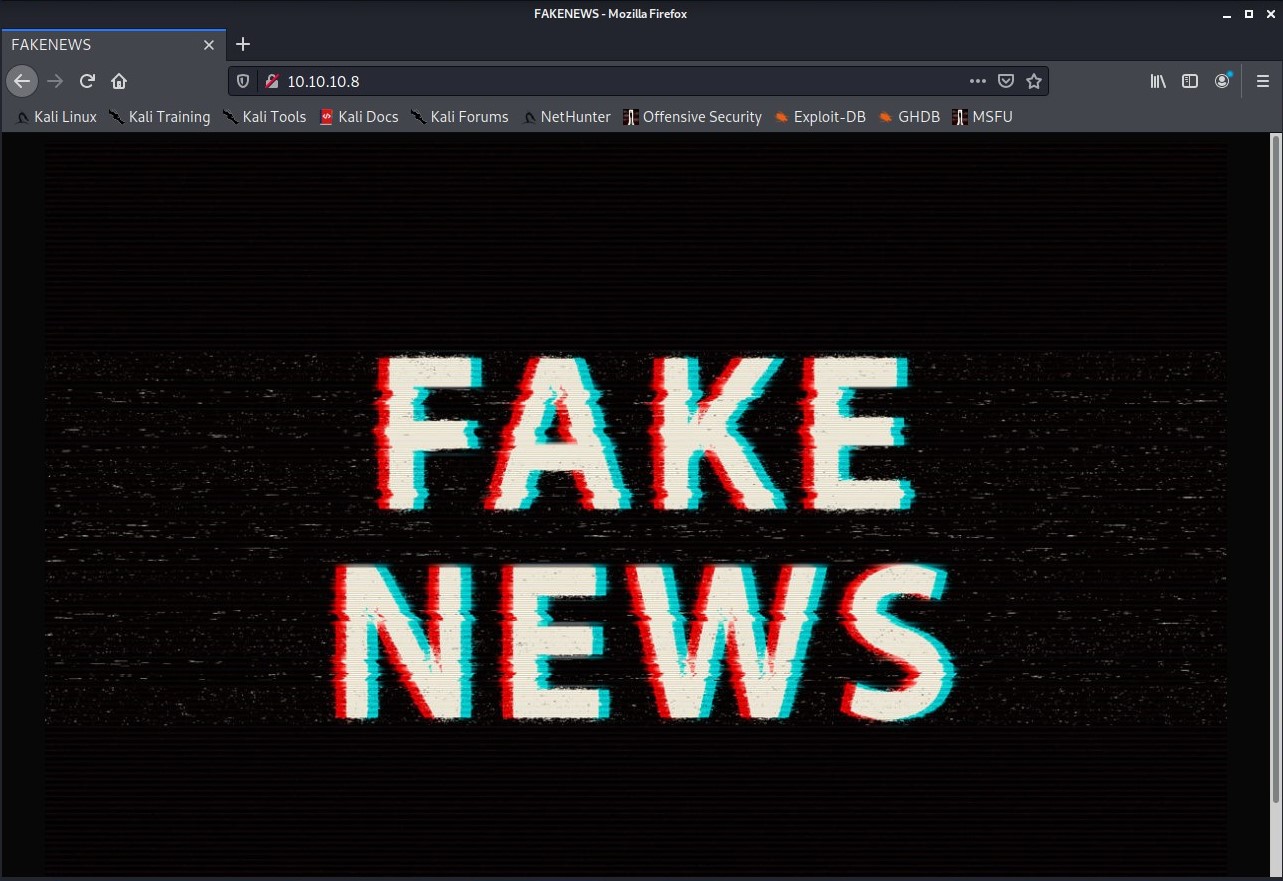 FAKENEWS - Mozilla Firefox
FAKENEWS
10.10.10.8
Kali Linux Kali Training Kali Tools Kali Docs Kali Forums NetHunter Offensive Security Exploit-DB GHDB MSFU
FAKE
NEWS